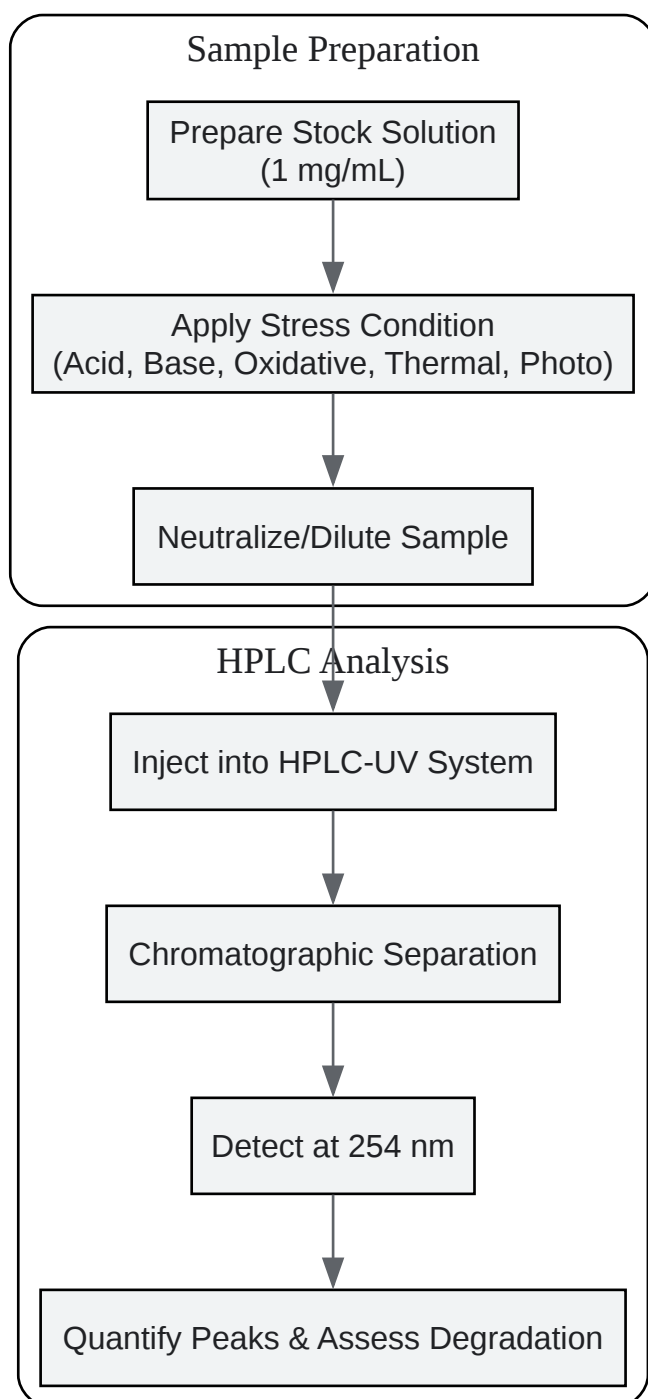 Sample Preparation
Prepare Stock Solution
(1 mg/mL)
Apply Stress Condition
(Acid, Base, Oxidative, Thermal, Photo)
Neutralize/Dilute Sample
HPLC Analysis
Inject into HPLC-UV System
Chromatographic Separation
Detect at 254 nm
Quantify Peaks & Assess Degradation